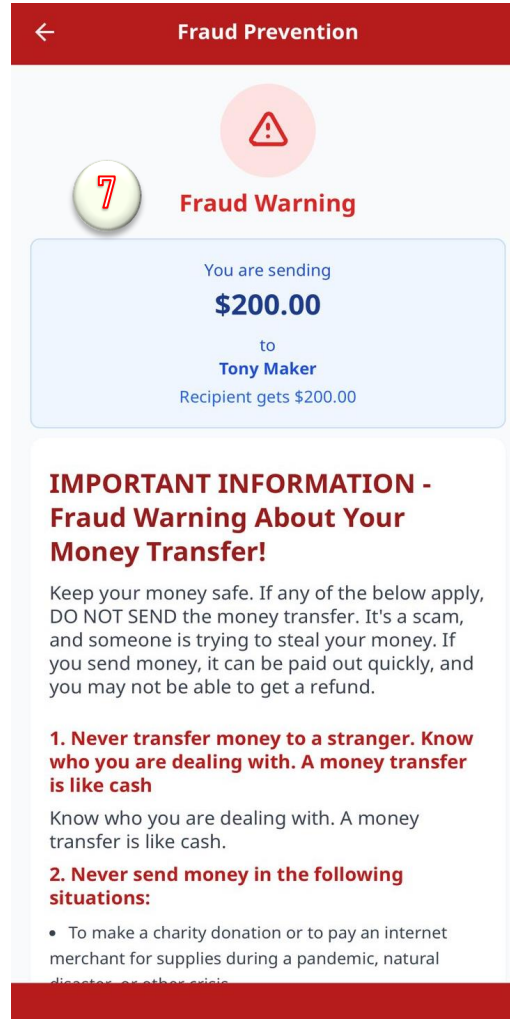 Fraud Prevention
7
Fraud Warning
You are sending
$200.00
to
Tony Maker
Recipient gets $200.00
IMPORTANT INFORMATION -
Fraud Warning About Your
Money Transfer!
Keep your money safe. If any of the below apply,
DO NOT SEND the money transfer. It's a scam,
and someone is trying to steal your money. If
you send money, it can be paid out quickly, and
you may not be able to get a refund.
1. Never transfer money to a stranger. Know
who you are dealing with. A money transfer
is like cash
Know who you are dealing with. A money
transfer is like cash.
2. Never send money in the following
situations:
• To make a charity donation or to pay an internet
merchant for supplies during a pandemic, natural
disaster, or other crisis